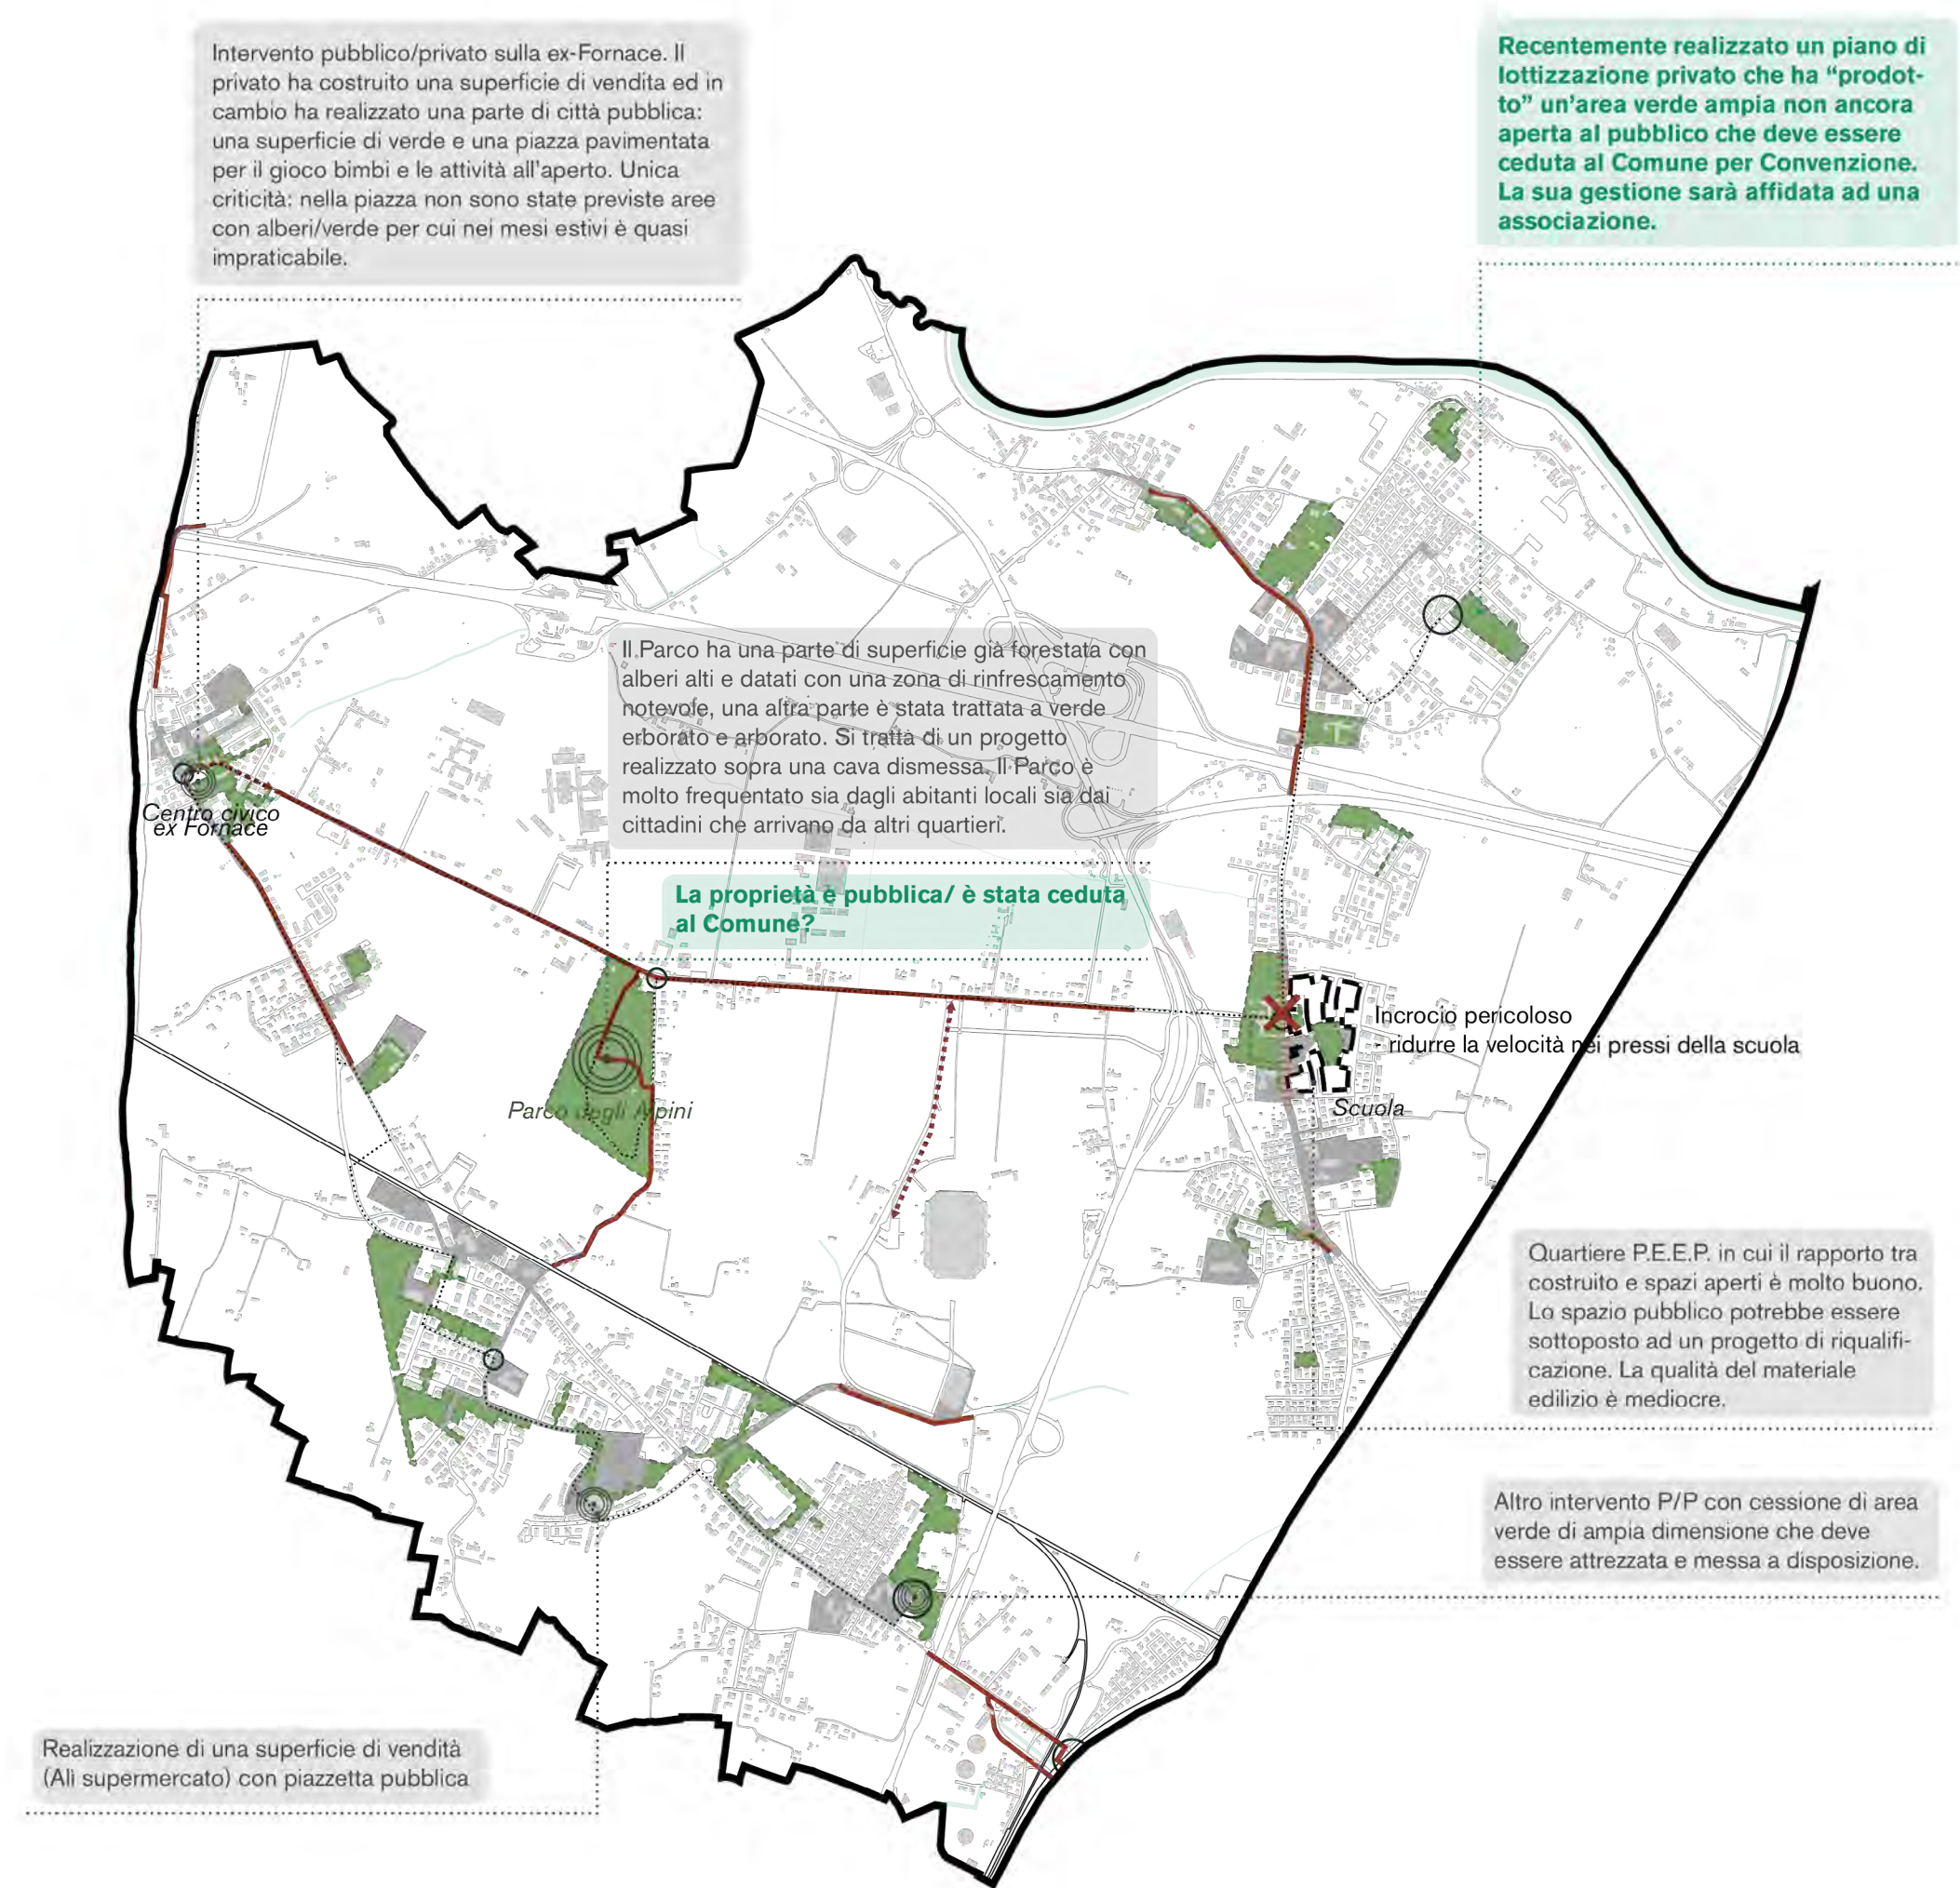 Intervento pubblico/privato sulla ex-Fornace. Il
privato ha costruito una superficie di vendita ed in
cambio ha realizzato una parte di città pubblica:
una superficie di verde e una piazza pavimentata
per il gioco bimbi e le attività all'aperto. Unica
criticità: nella piazza non sono state previste aree
con alberi/verde per cui nei mesi estivi è quasi
impraticabile.
Recentemente realizzato un piano di
lottizzazione privato che ha “prodot-
to” un'area verde ampia non ancora
aperta al pubblico che deve essere
ceduta al Comune per Convenzione.
La sua gestione sarà affidata ad una
associazione.
Il Parco ha una parte di superficie già forestata con
alberi alti e datati con una zona di rinfrescamento
notevole, una altra parte è stata trattata a verde
erborato e arborato. Si tratta di un progetto
realizzato sopra una cava dismessa. Il Parco è
molto frequentato sia dagli abitanti locali sia dai
cittadini che arrivano da altri quartieri.
Centro civico
ex Fornace
La proprietà è pubblica/ è stata ceduta
al Comune?
Incrocio pericoloso
ridurre la velocità nei pressi della scuola
Parco degli Alpini
Scuola
Quartiere P.E.E.P. in cui il rapporto tra
costruito e spazi aperti è molto buono.
Lo spazio pubblico potrebbe essere
sottoposto ad un progetto di riqualifi-
cazione. La qualità del materiale
edilizio è mediocre.
Altro intervento P/P con cessione di area
verde di ampia dimensione che deve
essere attrezzata e messa a disposizione.
Realizzazione di una superficie di vendità
(Alì supermercato) con piazzetta pubblica